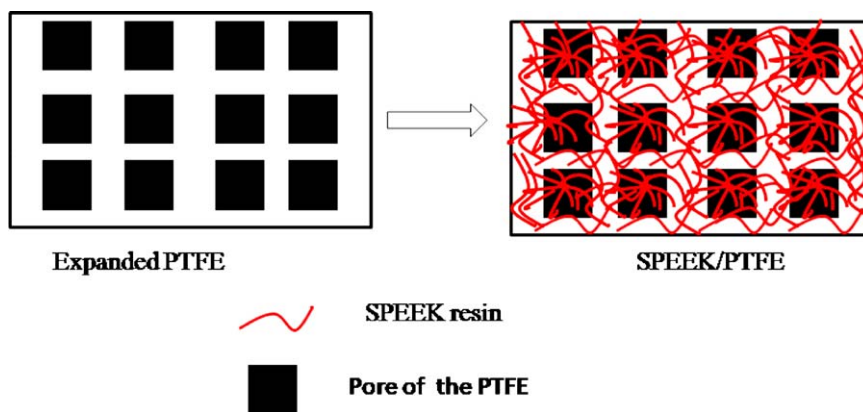 Expanded PTFE
SPEEK/PTFE
SPEEK resin
Pore of the PTFE